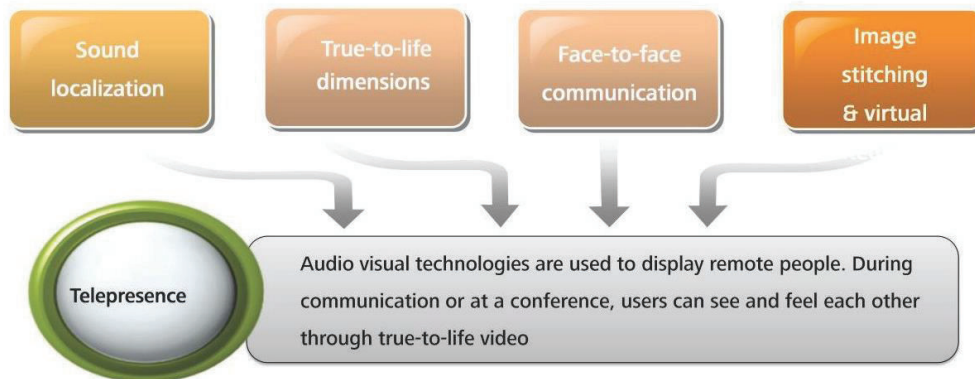 Sound
localization
True-to-life
dimensions
Face-to-face
communication
Image
stitching
& virtual
Telepresence
Audio visual technologies are used to display remote people. During
communication or at a conference, users can see and feel each other
through true-to-life video